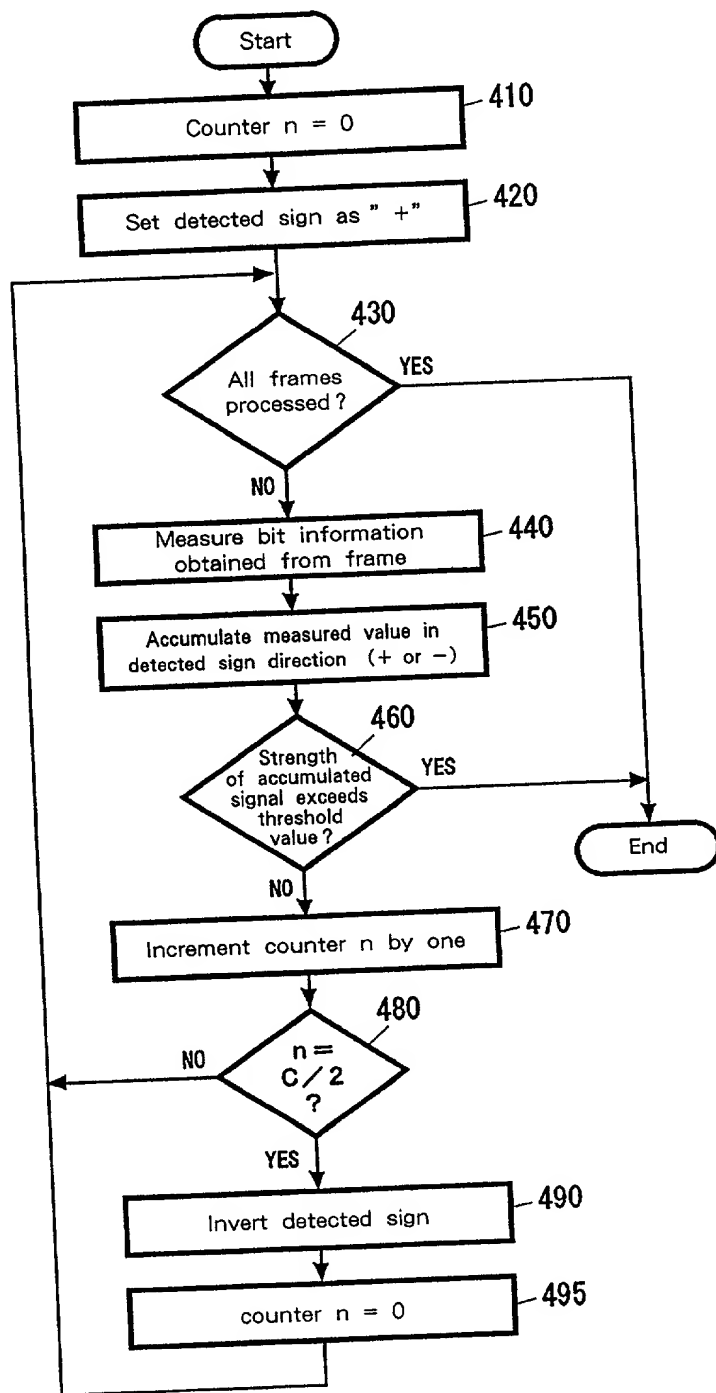 Start
410
Counter n = 0
420
Set detected sign as " +"
430
All frames
processed ?
YES
NO
440
Measure bit information
obtained from frame
450
Accumulate measured value in
detected sign direction (+ or -)
460
Strength
of accumulated
signal exceeds
threshold
value ?
YES
End
NO
470
Increment counter n by one
480
n =
C / 2
?
NO
YES
490
Invert detected sign
495
counter n = 0